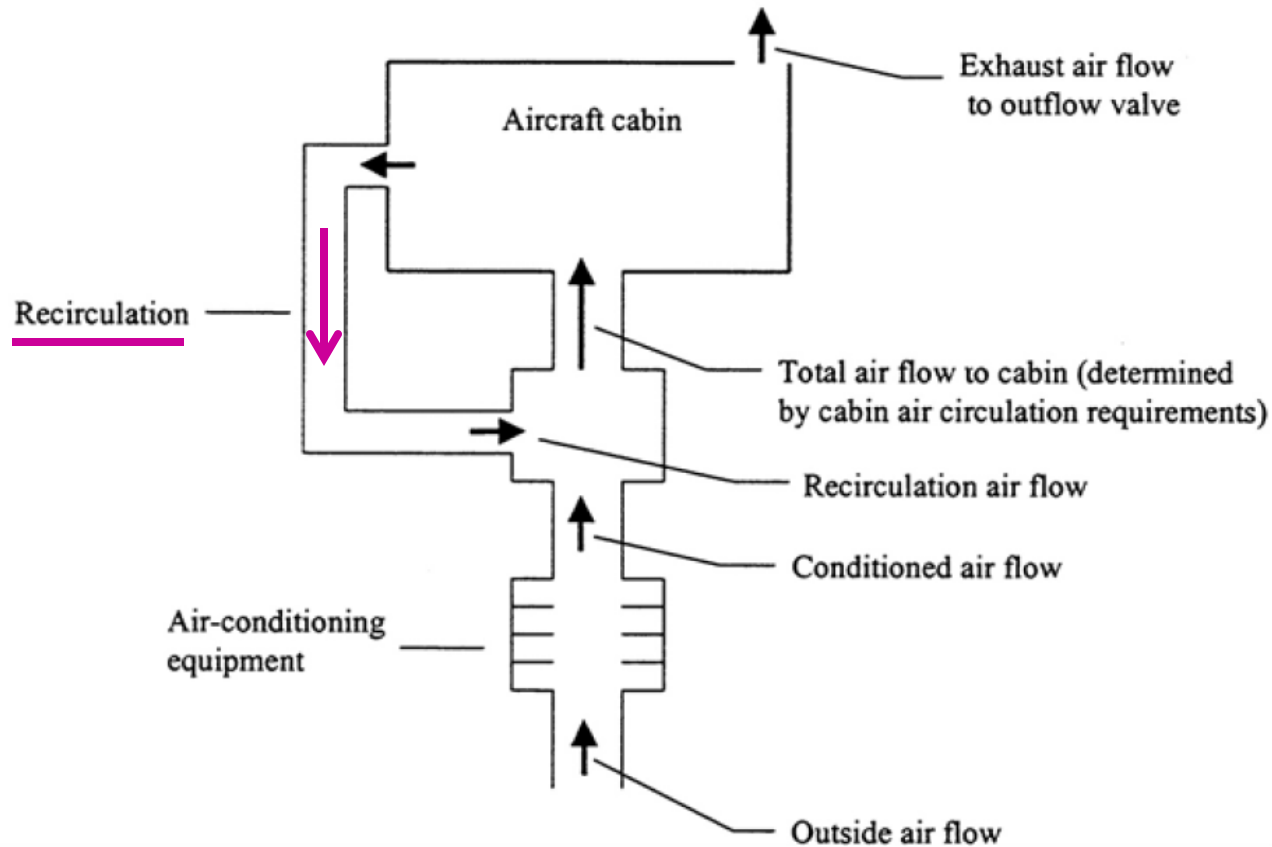 Exhaust air flow
to outflow valve
Aircraft cabin
Recirculation
Total air flow to cabin (determined
by cabin air circulation requirements)
Recirculation air flow
Conditioned air flow
Air-conditioning
equipment
Outside air flow